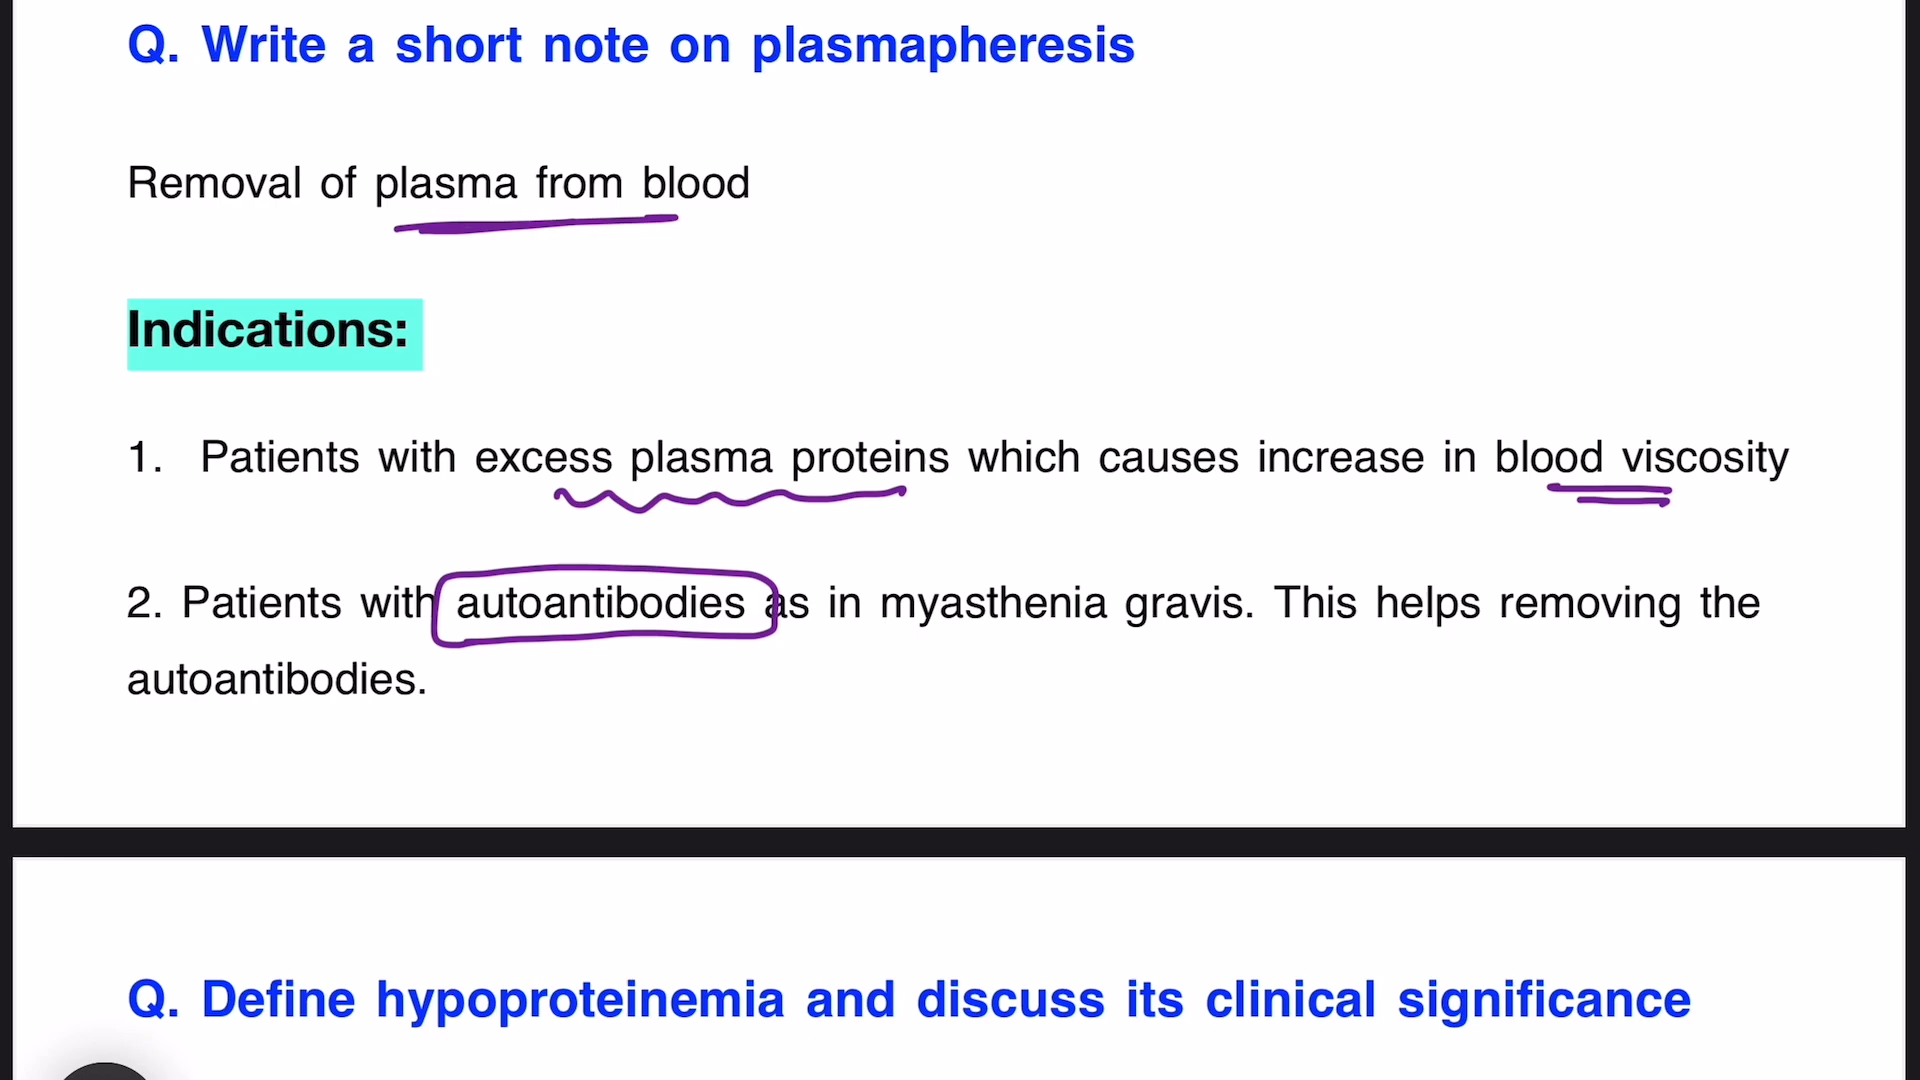 Q. Write a short note on plasmapheresis
Removal of plasma from blood
Indications:
1. Patients with excess plasma proteins which causes increase in blood viscosity
2. Patients with autoantibodies as in myasthenia gravis. This helps removing the
autoantibodies.
Q. Define hypoproteinemia and discuss its clinical significance